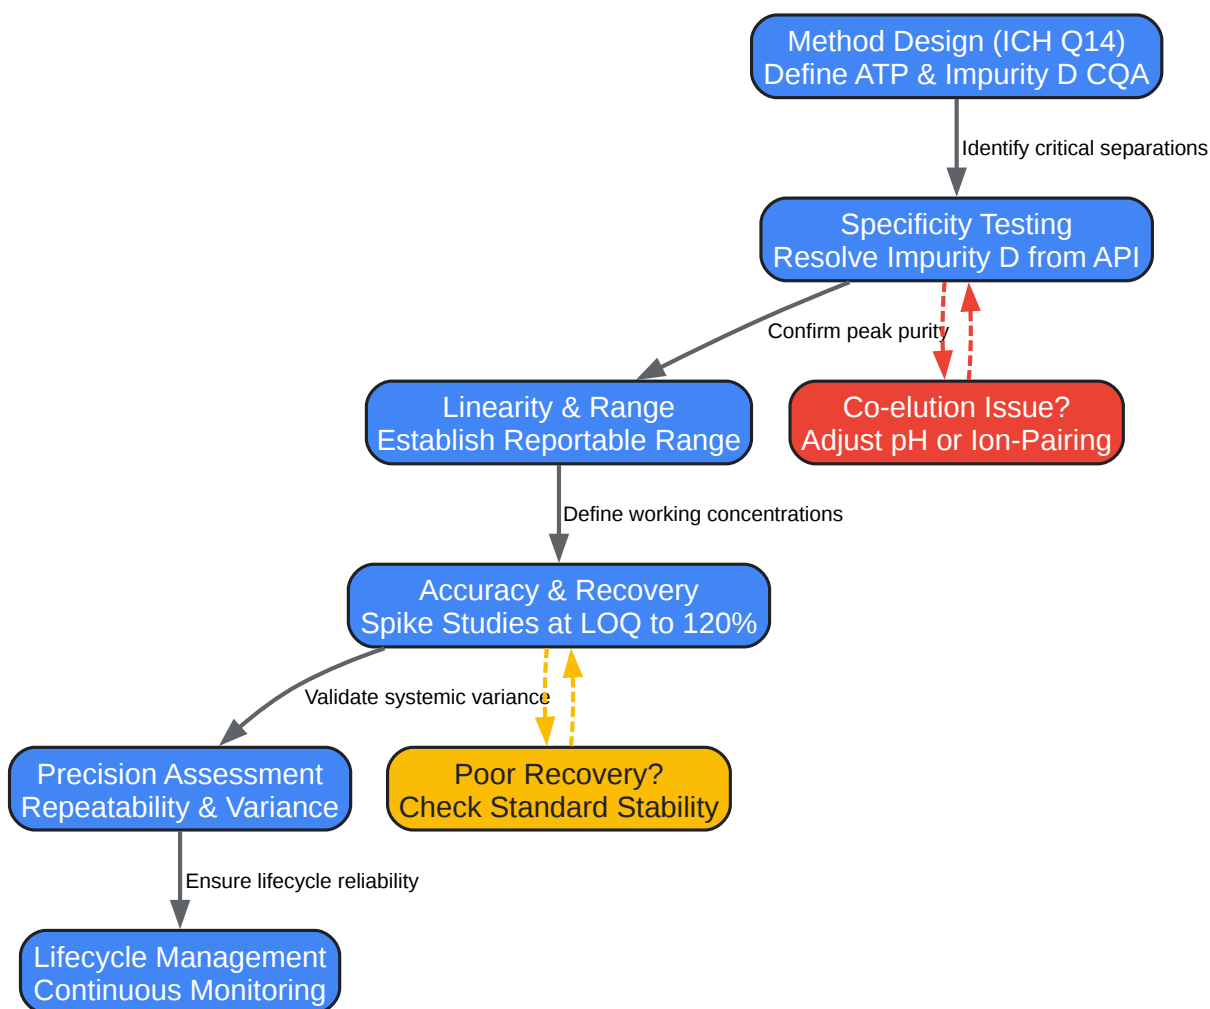 Method Design (ICH Q14)
Define ATP & Impurity D CQA
Identify critical separations
Specificity Testing
Resolve Impurity D from API
Confirm peak purity
Linearity & Range
Establish Reportable Range
Co-elution Issue?
Adjust pH or Ion-Pairing
Define working concentrations
Accuracy & Recovery
Spike Studies at LOQ to 120%
Validate systemic variance
Precision Assessment
Repeatability & Variance
Poor Recovery?
Check Standard Stability
Ensure lifecycle reliability
Lifecycle Management
Continuous Monitoring